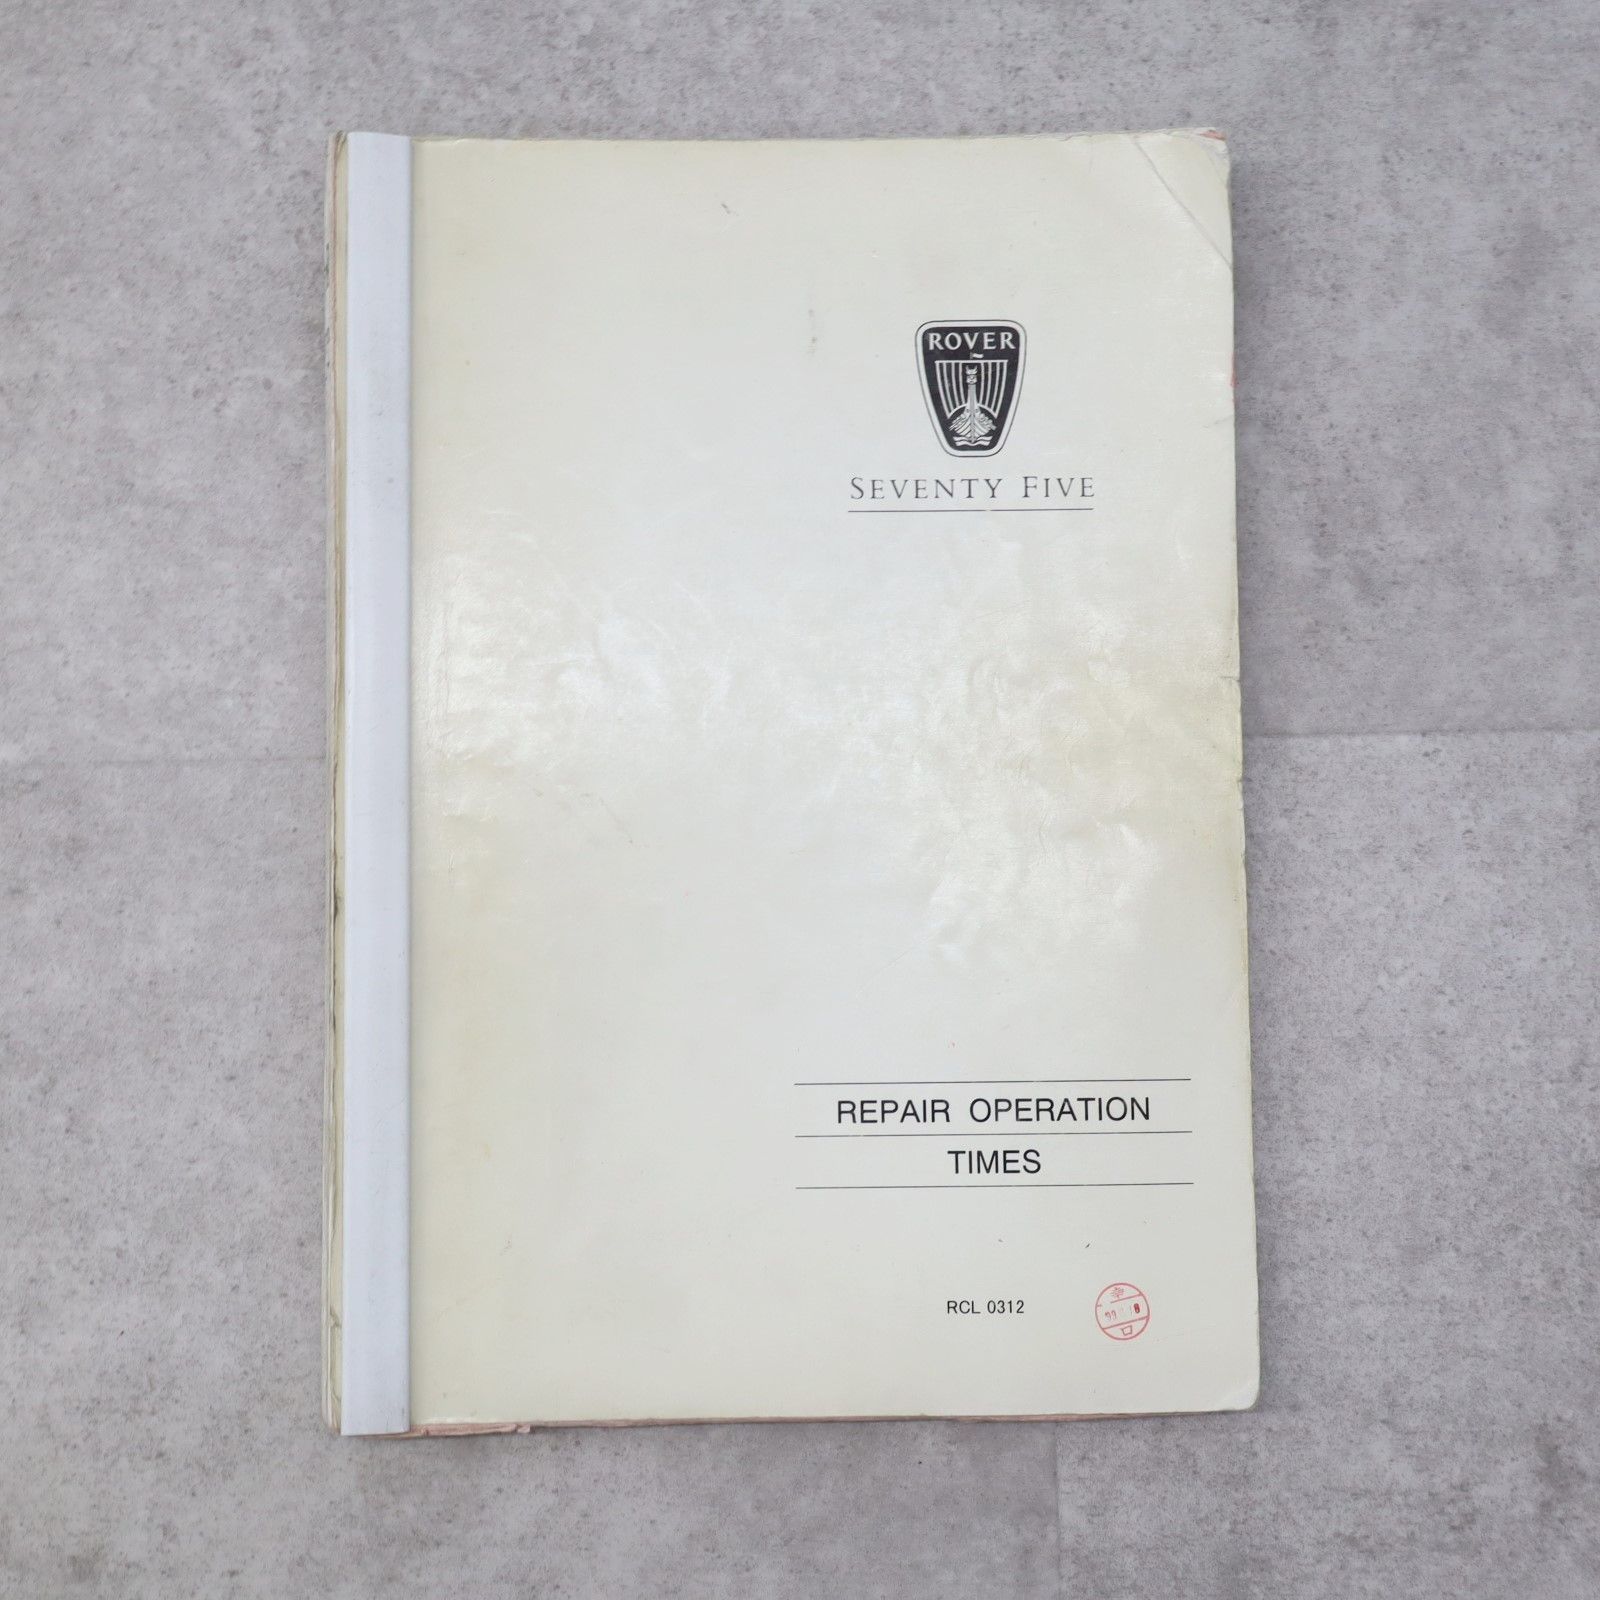 ROVER
SEVENTY FIVE
REPAIR OPERATION
TIMES
RCL 0312